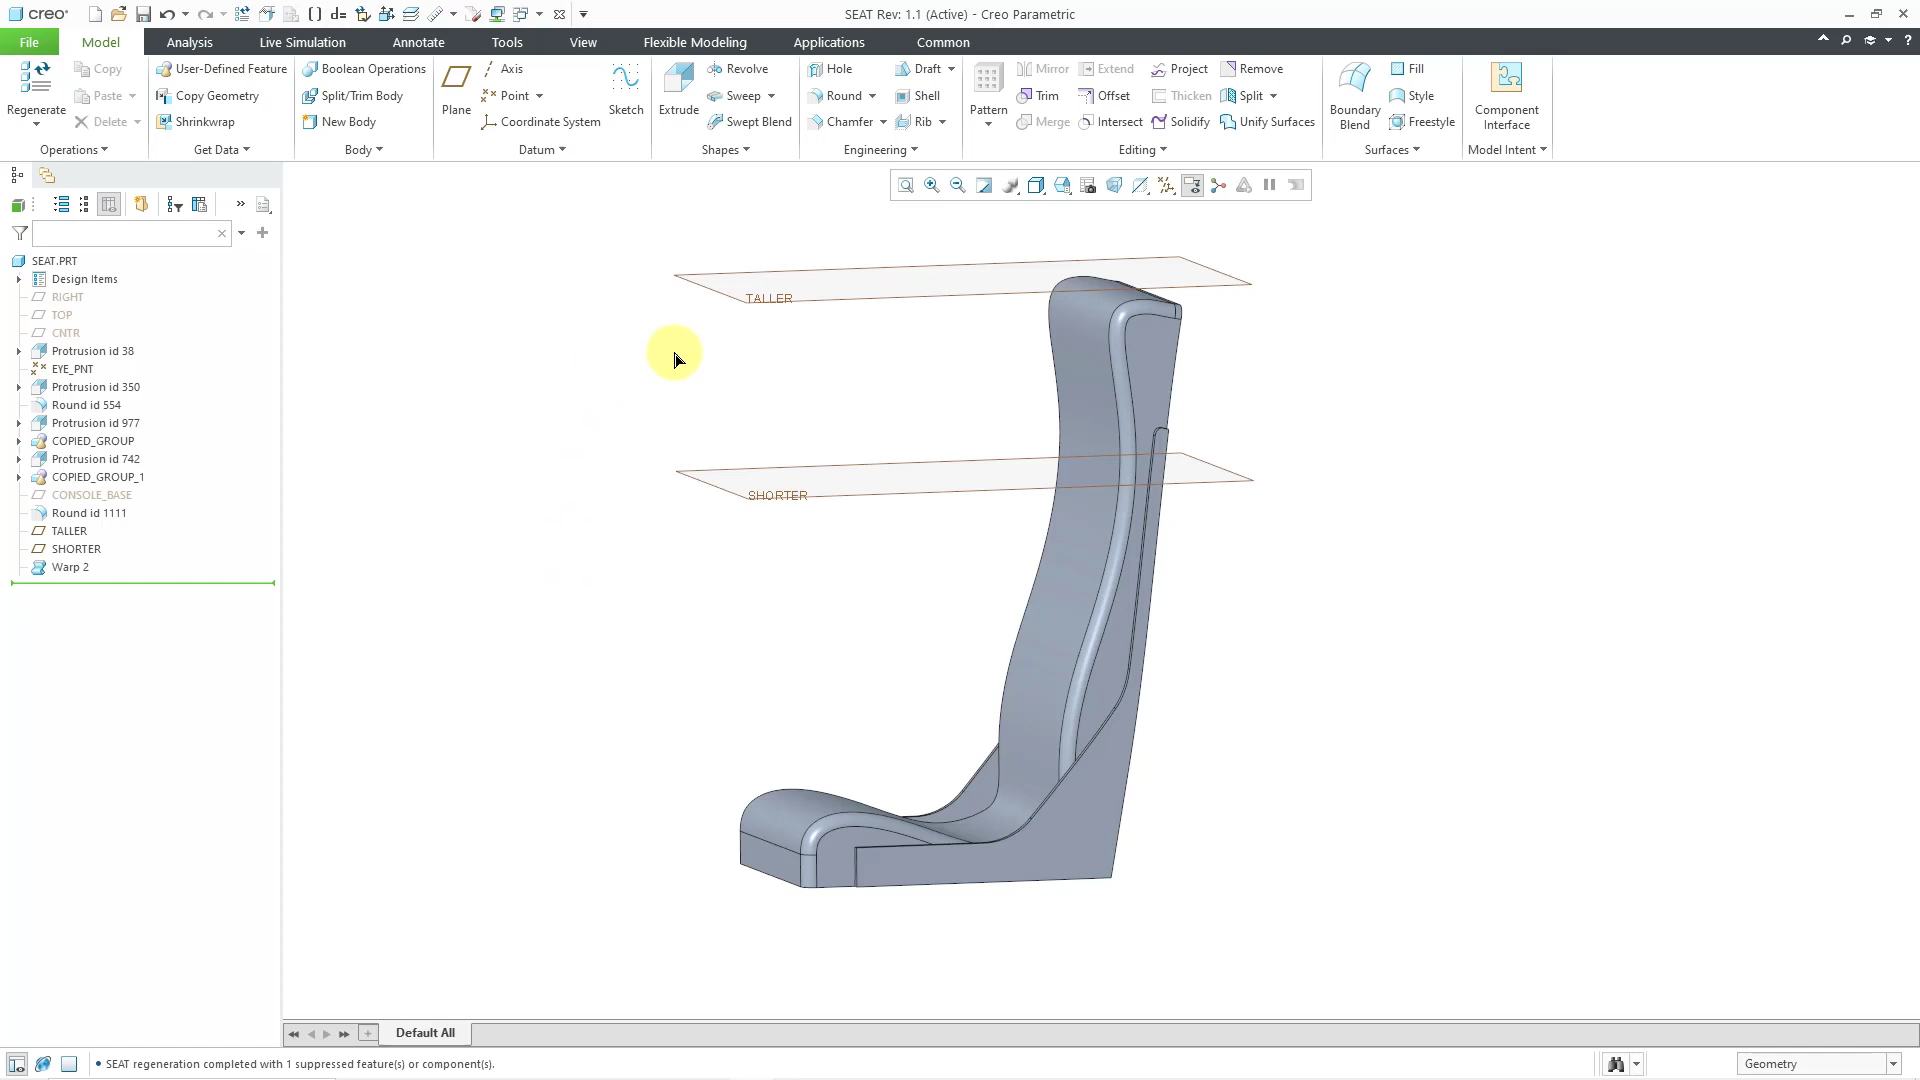 creo
SEAT Rev: 1.1 (Active) - Creo Parametric
File
Model
Analysis
Live Simulation
Annotate
Tools
View
Flexible Modeling
Applications
Common
Regenerate
Copy
Paste
Delete
Operations
User-Defined Feature
Copy Geometry
Shrinkwrap
Get Data
Boolean Operations
Split/Trim Body
New Body
Body
Plane
Axis
Point
Coordinate System
Sketch
Datum
Extrude
Revolve
Sweep
Swept Blend
Shapes
Hole
Round
Chamfer
Draft
Shell
Rib
Engineering
Pattern
Mirror
Extend
Project
Remove
Trim
Offset
Thicken
Split
Merge
Intersect
Solidify
Unify Surfaces
Editing
Boundary
Blend
Fill
Style
Freestyle
Surfaces
Component
Interface
Model Intent
SEAT.PRT
Design Items
RIGHT
TOP
CNTR
Protrusion id 38
EYE_PNT
Protrusion id 350
Round id 554
Protrusion id 977
COPIED_GROUP
Protrusion id 742
COPIED_GROUP_1
CONSOLE_BASE
Round id 1111
TALLER
SHORTER
Warp 2
TALLER
SHORTER
Default All
• SEAT regeneration completed with 1 suppressed feature(s) or component(s).
Geometry